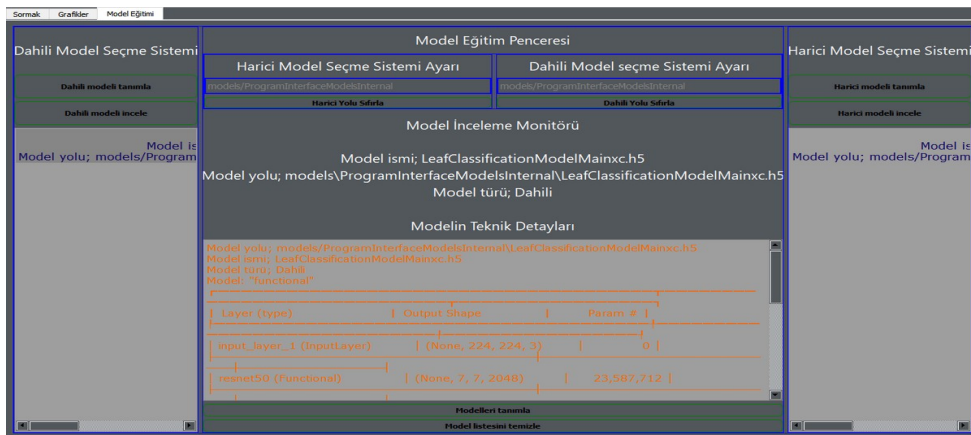 Sormak Grafikler Model Eğitimi
Dahili Model Seçme Sistemi
Dahili modeli tanımla
Dahili modeli incele
Model is
Model yolu; models/Program
Model Eğitim Penceresi
Harici Model Seçme Sistemi Ayarı
models/ProgramInterfaceModelsInternal
Harici Yolu Sıfırla
Dahili Model seçme Sistemi Ayarı
models/ProgramInterfaceModelsInternal
Dahili Yolu Sıfırla
Model İnceleme Monitörü
Model ismi; LeafClassificationModelMainxc.h5
Model yolu; models\ProgramInterfaceModelsInternal\LeafClassificationModelMainxc.h5
Model türü; Dahili
Modelin Teknik Detayları
Model yolu; models/ProgramInterfaceModelsInternal\LeafClassificationModelMainxc.h5
Model ismi; LeafClassificationModelMainxc.h5
Model türü; Dahili
Model: "functional"
Layer (type) | Output Shape | Param # |
input_layer_1 (InputLayer) | (None, 224, 224, 3) | 0 |
resnet50 (Functional) | (None, 7, 7, 2048) | 23,587,712 |
Modelleri tanımla
Model listesini temizle
Harici Model Seçme Sistemi
Harici modeli tanımla
Harici modeli incele
Model is
Model yolu; models/Program